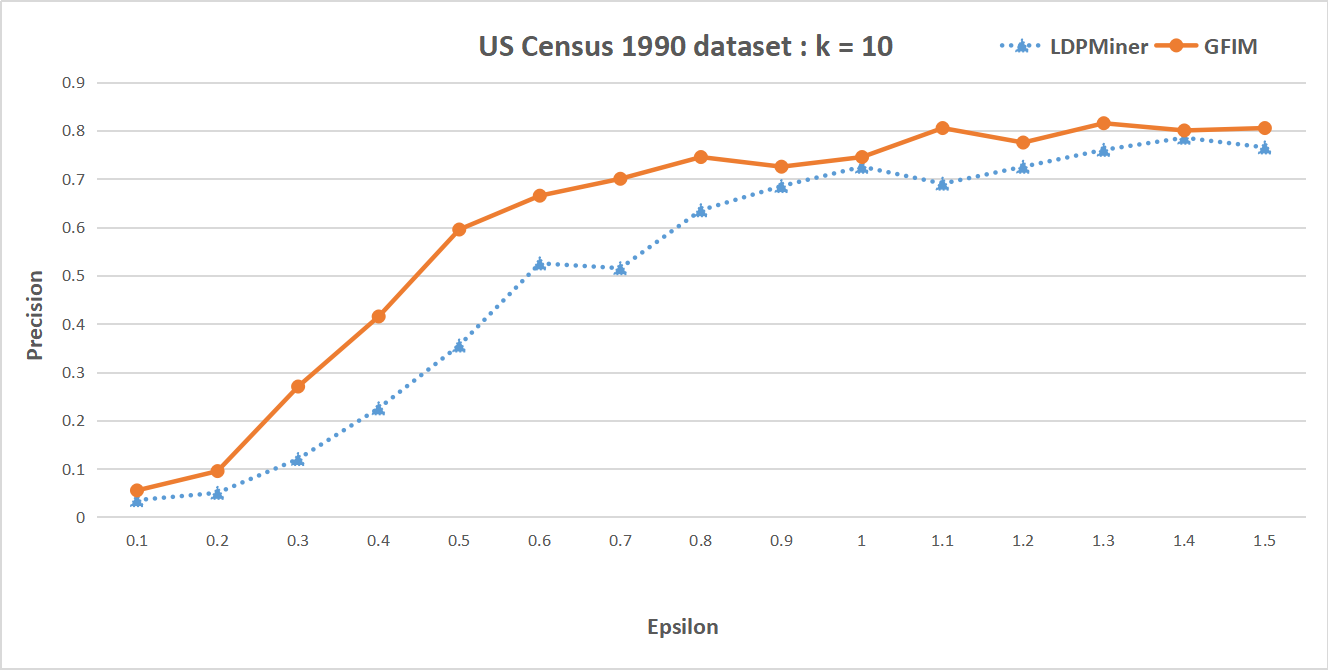 US Census 1990 dataset : k = 10
LDPMiner
GFIM
0.9
0.8
0.7
0.6
0.5
0.4
0.3
0.2
0.1
0
Precision
0.1 0.2 0.3 0.4 0.5 0.6 0.7 0.8 0.9 1 1.1 1.2 1.3 1.4 1.5
Epsilon